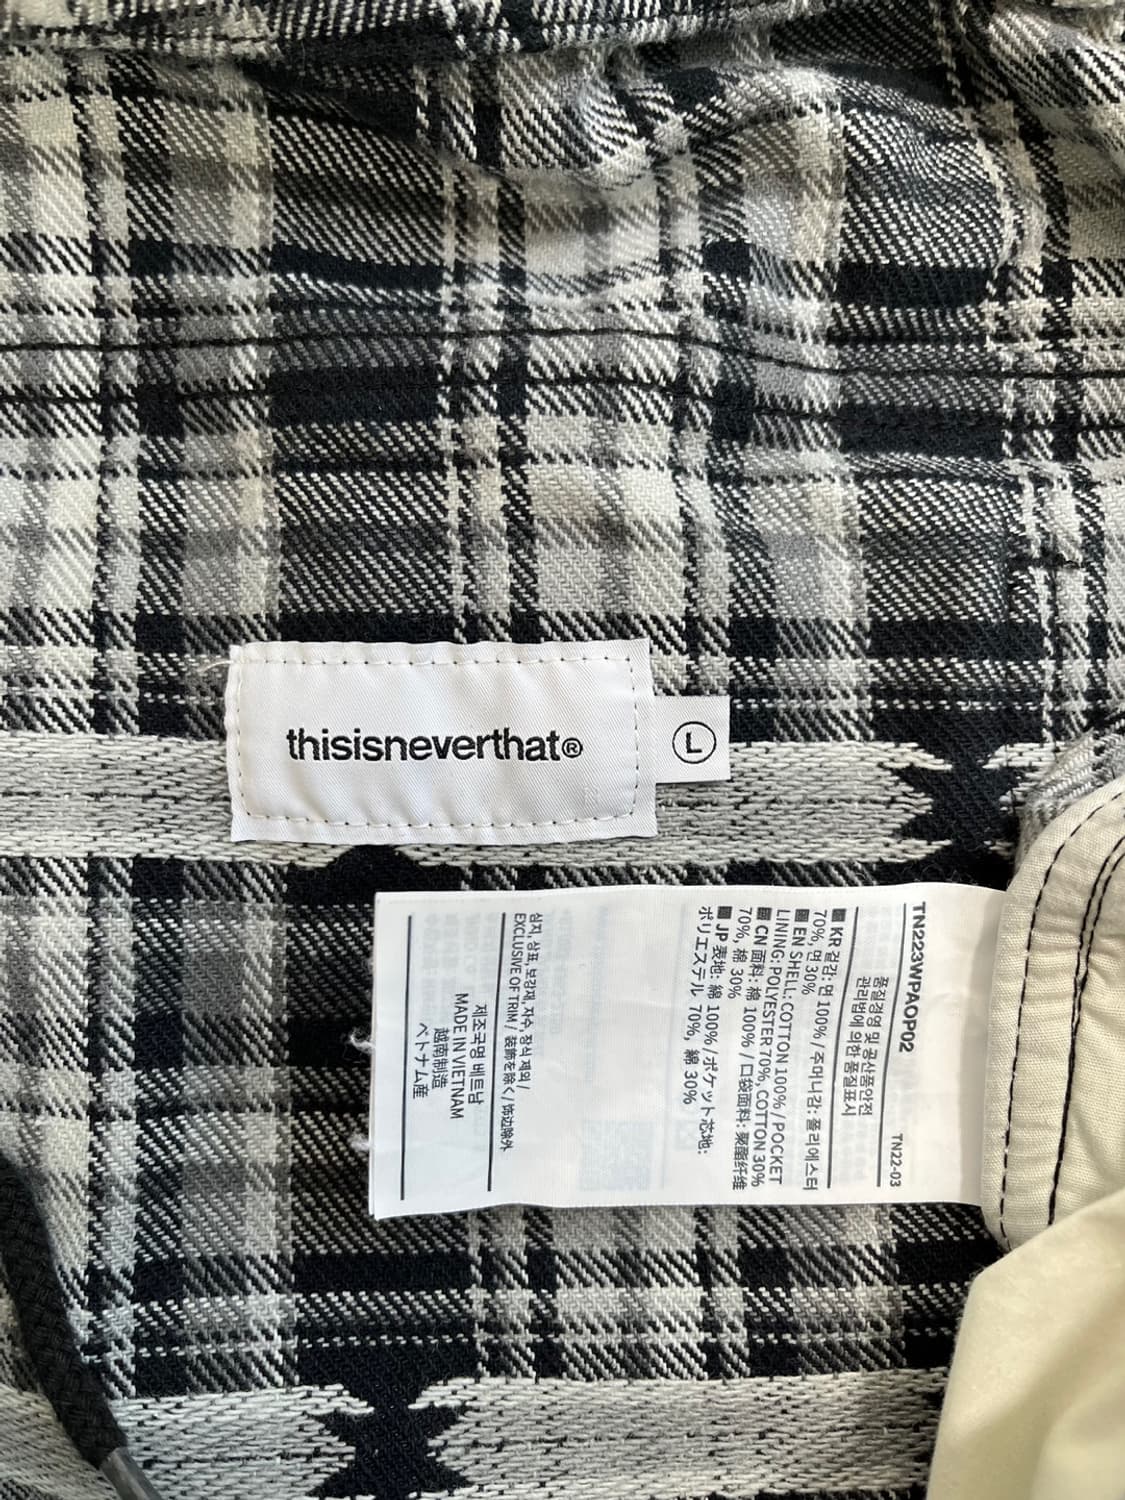 thisisneverthat®
L
TN223WPAOP02
TN22-03
품질경영 및 공산품안전
관리법에 의한 품질표시
KR 겉감: 면 100% / 주머니감: 폴리에스터
70%, 면 30%
EN SHELL: COTTON 100% / POCKET
LINING: POLYESTER 70%, COTTON 30%
CN 面料: 棉 100% / 口袋面料: 聚酯纤维
70%, 棉 30%
JP 表地: 綿 100% / ポケット芯地:
ポリエステル 70%, 綿 30%
심지, 상표, 보강재, 자수, 장식 제외 /
EXCLUSIVE OF TRIM / 装飾を除く / 饰边除外
제조국명 베트남
MADE IN VIETNAM
越南制造
ベトナム産